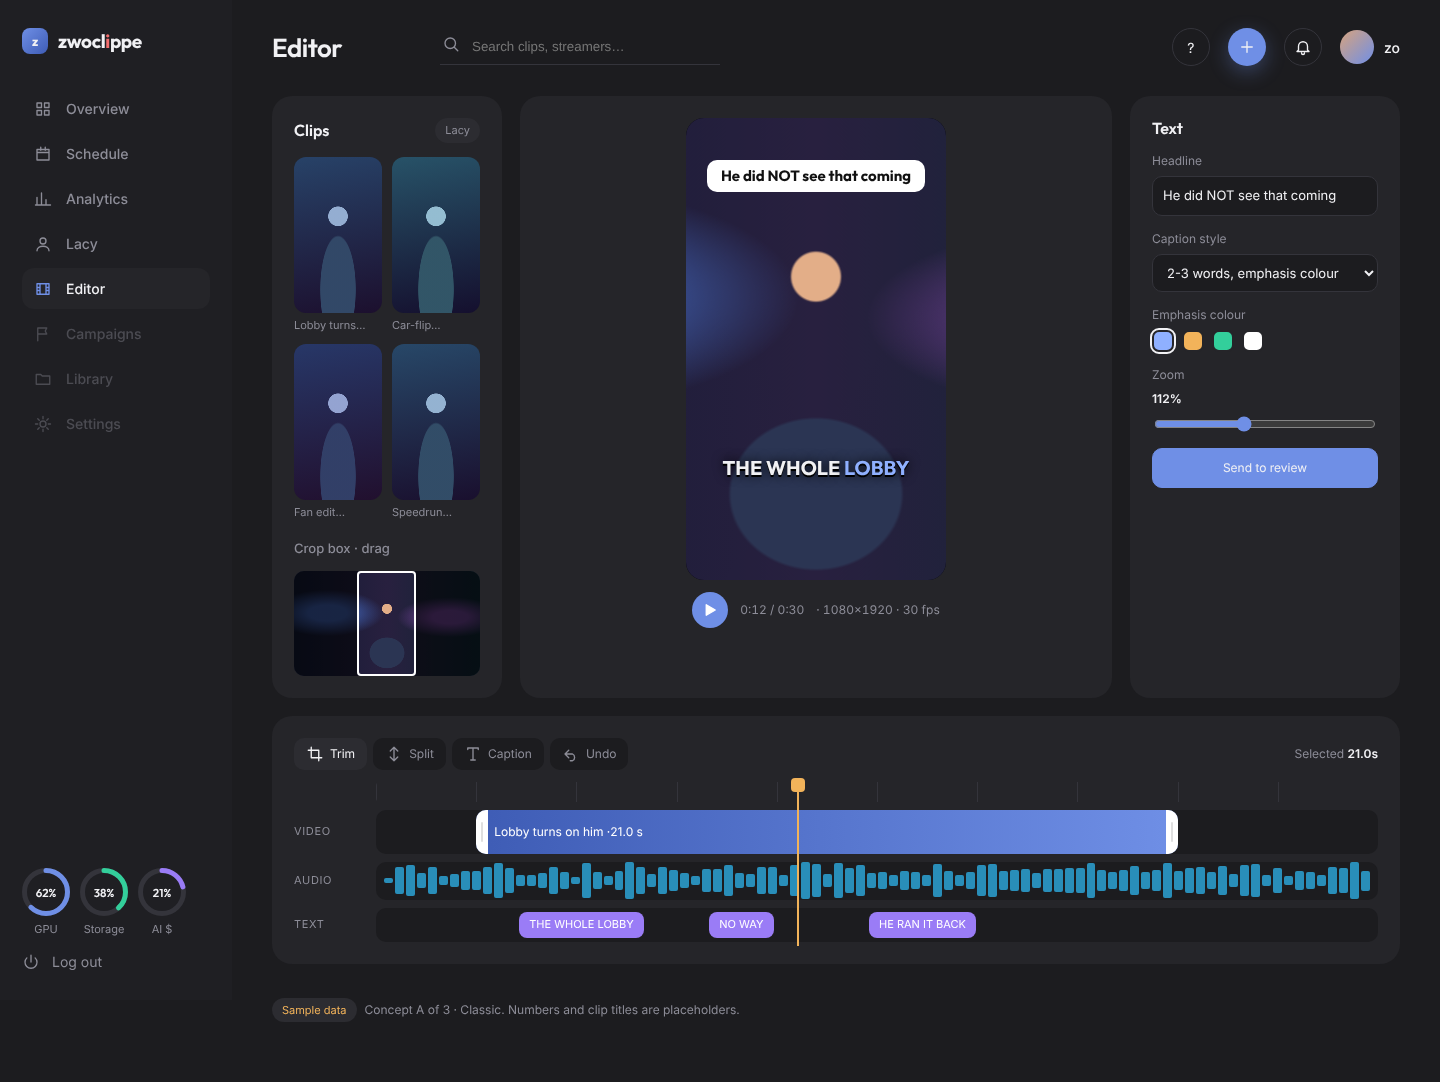 z zwoclippe
Overview
Schedule
Analytics
Lacy
Editor
Campaigns
Library
Settings
62% 38% 21%
GPU Storage AI $
Log out
Editor
Search clips, streamers...
? zo
Clips
Lacy
Lobby turns... Car-flip...
Fan edit... Speedrun...
Crop box · drag
He did NOT see that coming
THE WHOLE LOBBY
0:12 / 0:30 · 1080×1920 · 30 fps
Text
Headline
He did NOT see that coming
Caption style
2-3 words, emphasis colour
Emphasis colour
Zoom
112%
Send to review
Trim Split Caption Undo
Selected 21.0s
VIDEO
Lobby turns on him ·21.0 s
AUDIO
TEXT
THE WHOLE LOBBY NO WAY HE RAN IT BACK
Sample data Concept A of 3 · Classic. Numbers and clip titles are placeholders.